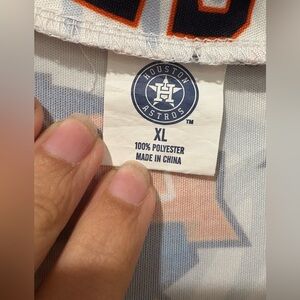 HOUSTON
H
ASTROS
TM
XL
100% POLYESTER
MADE IN CHINA